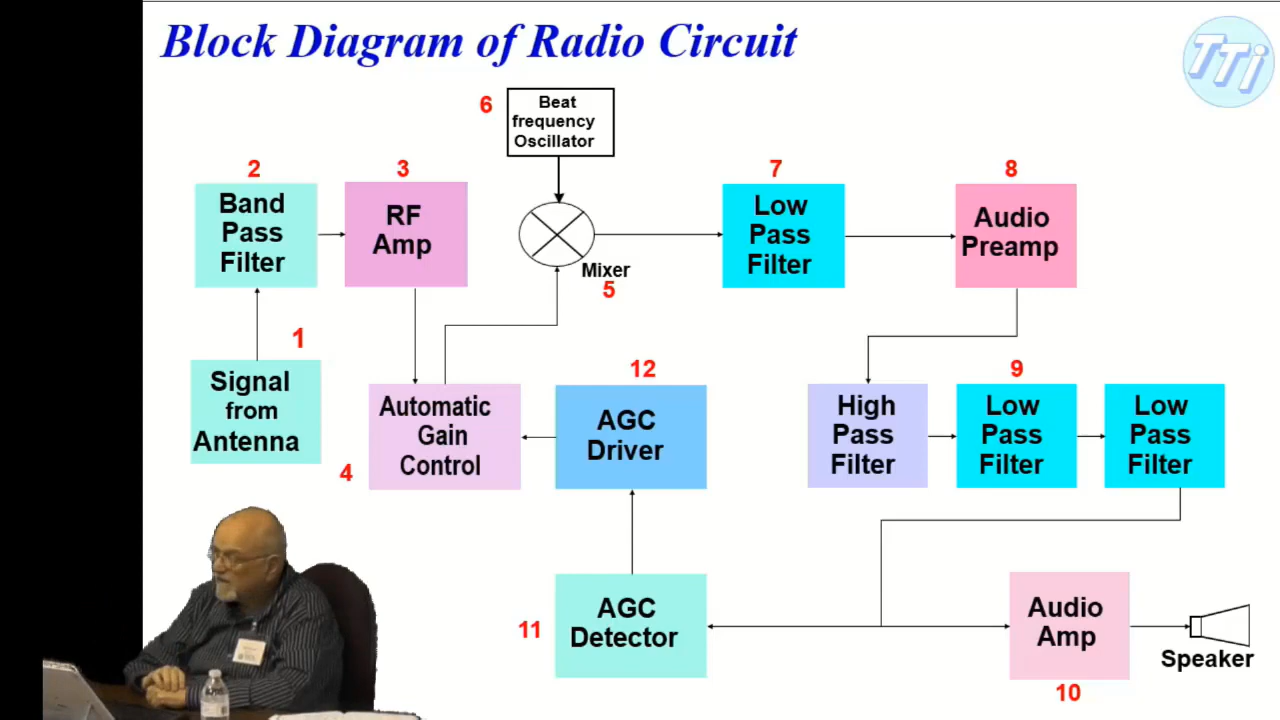 Block Diagram of Radio Circuit
TTi
6
Beat
frequency
Oscillator
2
3
7
8
Band
Pass
Filter
RF
Amp
Low
Pass
Filter
Audio
Preamp
Mixer
5
1
Signal
from
Antenna
12
9
Automatic
Gain
Control
4
AGC
Driver
High
Pass
Filter
Low
Pass
Filter
Low
Pass
Filter
11
AGC
Detector
Audio
Amp
10
Speaker